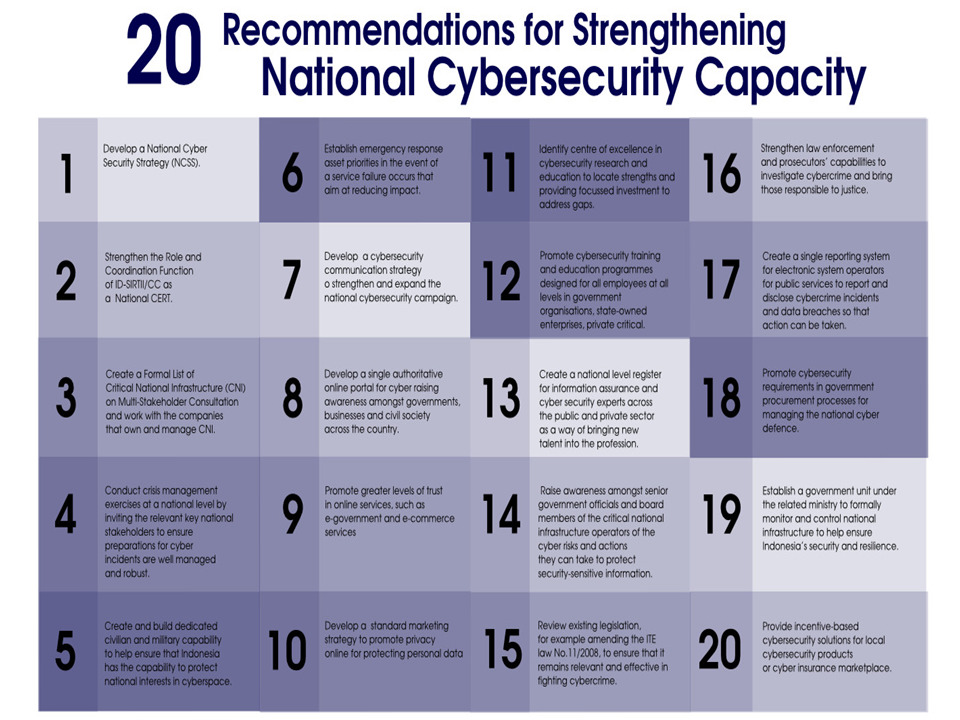 20
Recommendations for Strengthening
National Cybersecurity Capacity
1
Develop a National Cyber
Security Strategy (NCSS).
2
Strengthen the Role and
Coordination Function
of ID-SIRTII/CC as
a National CERT.
3
Create a Formal List of
Critical National Infrastructure (CNI)
on Multi-Stakeholder Consultation
and work with the companies
that own and manage CNI.
4
Conduct crisis management
exercises at a national level by
inviting the relevant key national
stakeholders to ensure
preparations for cyber
incidents are well managed
and robust.
5
Create and build dedicated
civilian and military capability
to help ensure that Indonesia
has the capability to protect
national interests in cyberspace.
6
Establish emergency response
asset priorities in the event of
a service failure occurs that
aim at reducing impact.
7
Develop a cybersecurity
communication strategy
o strengthen and expand the
national cybersecurity campaign.
8
Develop a single authoritative
online portal for cyber raising
awareness amongst governments,
businesses and civil society
across the country.
9
Promote greater levels of trust
in online services, such as
e-government and e-commerce
services
10
Develop a standard marketing
strategy to promote privacy
online for protecting personal data
11
Identify centre of excellence in
cybersecurity research and
education to locate strengths and
providing focussed investment to
address gaps.
12
Promote cybersecurity training
and education programmes
designed for all employees at all
levels in government
organisations, state-owned
enterprises, private critical.
13
Create a national level register
for information assurance and
cyber security experts across
the public and private sector
as a way of bringing new
talent into the profession.
14
Raise awareness amongst senior
government officials and board
members of the critical national
infrastructure operators of the
cyber risks and actions
they can take to protect
security-sensitive information.
15
Review existing legislation,
for example amending the ITE
law No.11/2008, to ensure that it
remains relevant and effective in
fighting cybercrime.
16
Strengthen law enforcement
and prosecutors' capabilities to
investigate cybercrime and bring
those responsible to justice.
17
Create a single reporting system
for electronic system operators
for public services to report and
disclose cybercrime incidents
and data breaches so that
action can be taken.
18
Promote cybersecurity
requirements in government
procurement processes for
managing the national cyber
defence.
19
Establish a government unit under
the related ministry to formally
monitor and control national
infrastructure to help ensure
Indonesia's security and resilience.
20
Provide incentive-based
cybersecurity solutions for local
cybersecurity products
or cyber insurance marketplace.